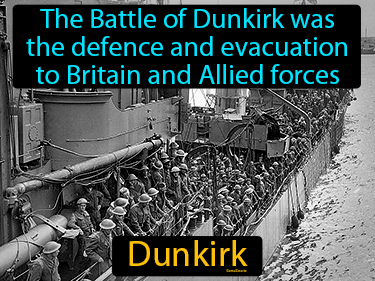 The Battle of Dunkirk was
the defence and evacuation
to Britain and Allied forces
Dunkirk